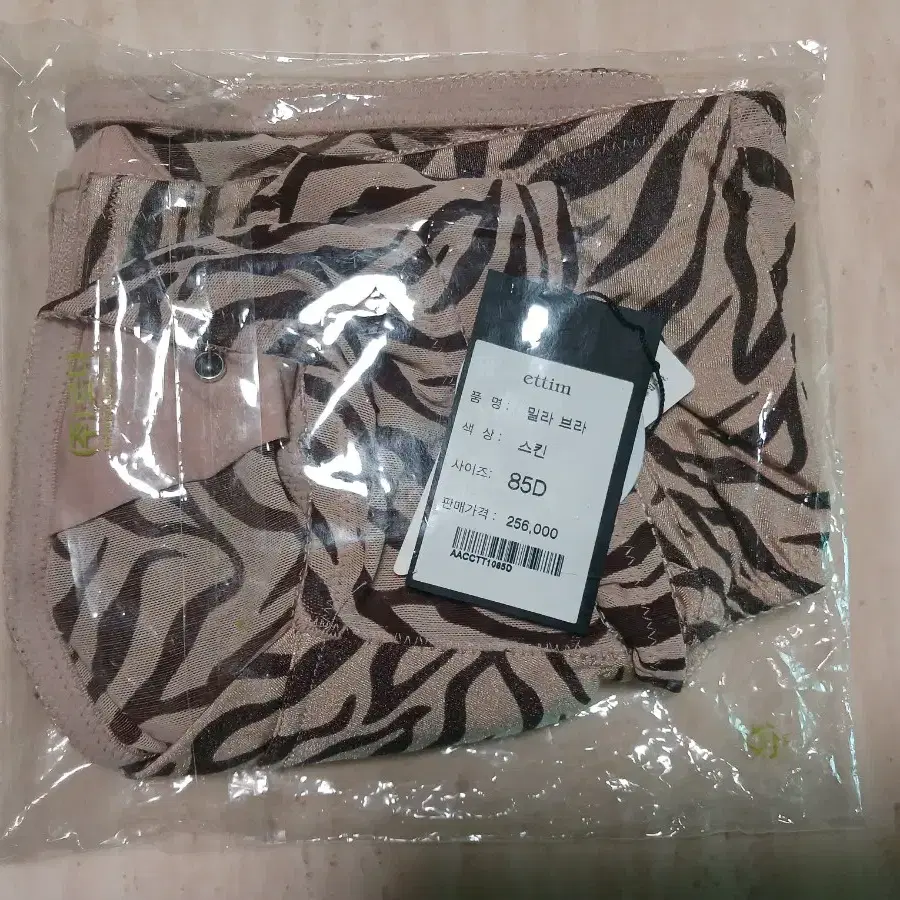 ettim
품 명 : 밀라 브라
색 상 : 스킨
사이즈: 85D
판매가격 : 256,000
AACCTT1085D